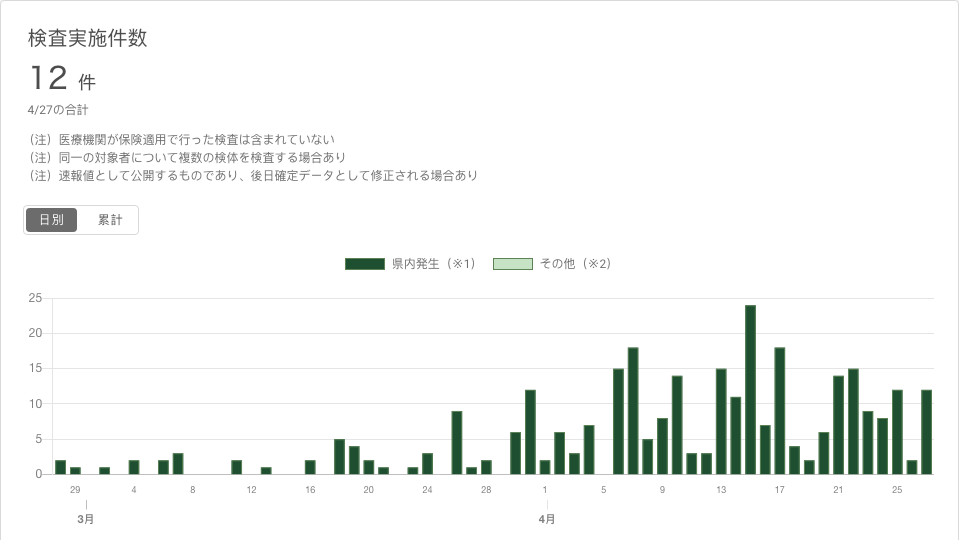 検査実施件数
12 件
4/27の合計
（注）医療機関が保険適用で行った検査は含まれていない
（注）同一の対象者について複数の検体を検査する場合あり
（注）速報値として公開するものであり、後日確定データとして修正される場合あり
日別 累計
県内発生（※1） その他（※2）
25
20
15
10
5
0
29 4 8 12 16 20 24 28 1 5 9 13 17 21 25
3月 4月